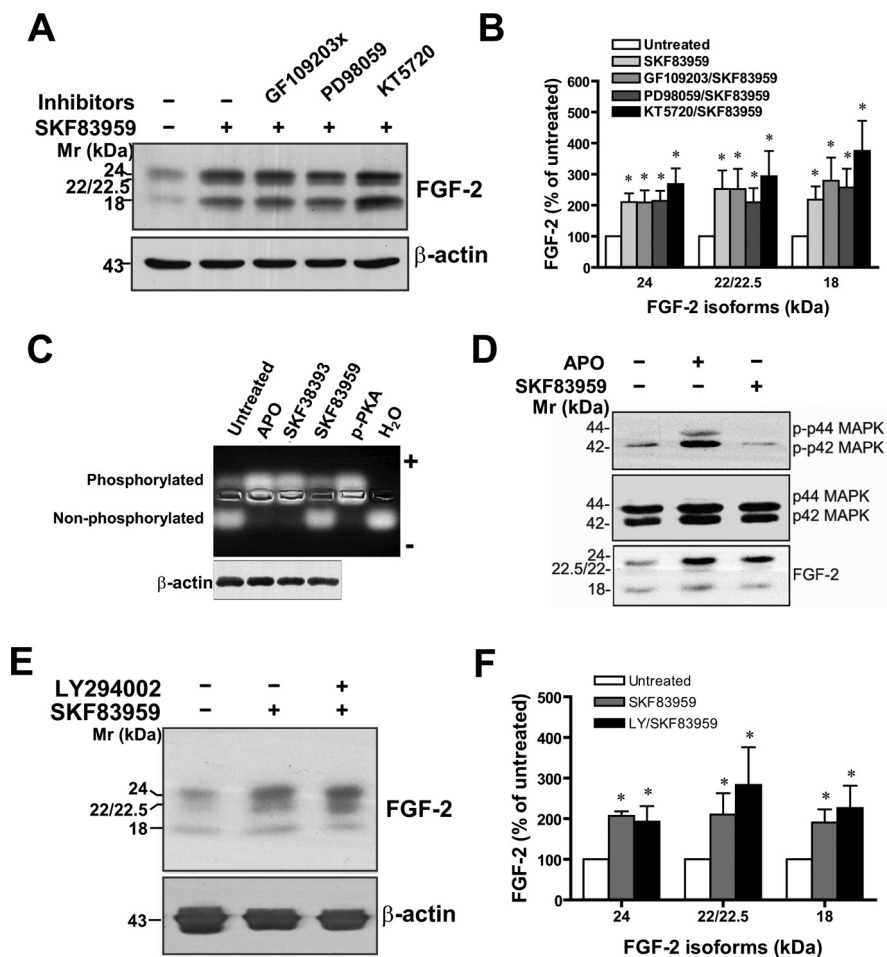 A
GF109203x
PD98059
KT5720
Inhibitors – –
SKF83959 – + + + +
Mr (kDa)
24
22/22.5
18
FGF-2
43
β-actin
B
Untreated
SKF83959
GF109203/SKF83959
PD98059/SKF83959
KT5720/SKF83959
FGF-2 (% of untreated)
600
500
400
300
200
100
0
* * * *
* * * *
* * * *
24 22/22.5 18
FGF-2 isoforms (kDa)
C
Untreated
APO
SKF38393
SKF83959
p-PKA
H₂O
Phosphorylated
Non-phosphorylated
+
-
β-actin
D
APO – + –
SKF83959 – – +
Mr (kDa)
44-
42-
p-p44 MAPK
p-p42 MAPK
44-
42-
p44 MAPK
p42 MAPK
24-
22.5/22-
18-
FGF-2
E
LY294002 – – +
SKF83959 – + +
Mr (kDa)
24
22/22.5
18
FGF-2
43
β-actin
F
Untreated
SKF83959
LY/SKF83959
FGF-2 (% of untreated)
500
400
300
200
100
0
* *
* *
* *
24 22/22.5 18
FGF-2 isoforms (kDa)